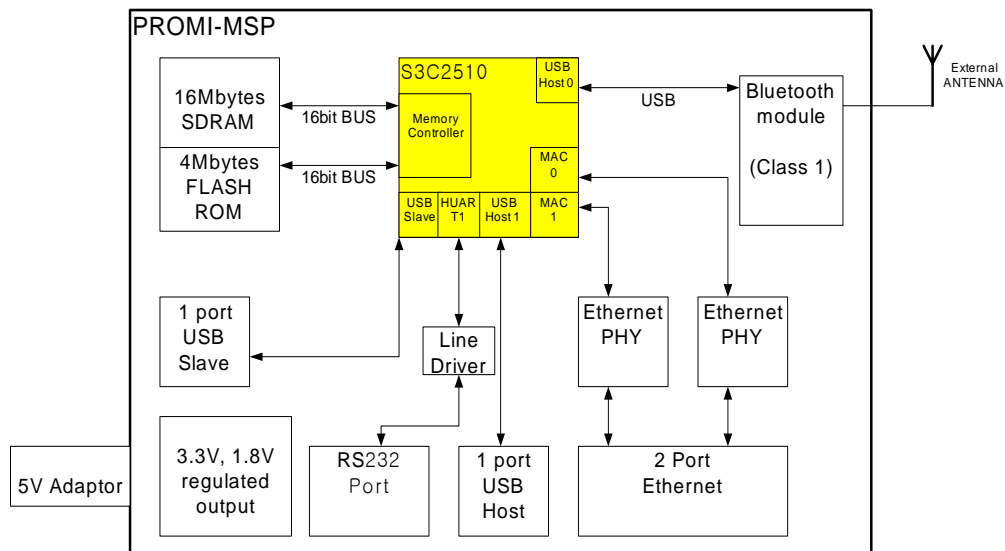 PROMI-MSP
16Mbytes
SDRAM
4Mbytes
FLASH
ROM
16bit BUS
16bit BUS
S3C2510
Memory
Controller
USB
Host 0
MAC
0
USB
Slave
HUAR
T1
USB
Host 1
MAC
1
USB
Bluetooth
module
(Class 1)
External
ANTENNA
1 port
USB
Slave
Line
Driver
Ethernet
PHY
Ethernet
PHY
5V Adaptor
3.3V, 1.8V
regulated
output
RS232
Port
1 port
USB
Host
2 Port
Ethernet